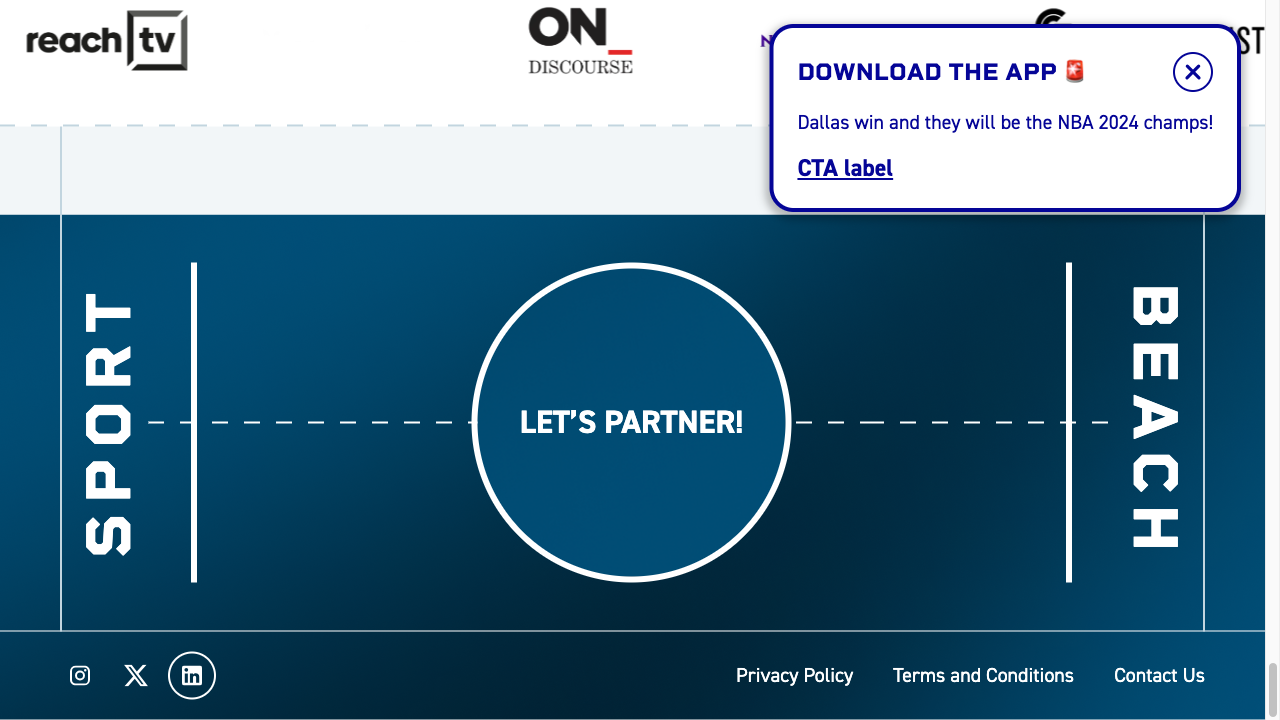 reach tv
ON_
DISCOURSE
N
ST
DOWNLOAD THE APP 🚨
Dallas win and they will be the NBA 2024 champs!
CTA label
SPORT
LET'S PARTNER!
BEACH
Privacy Policy
Terms and Conditions
Contact Us